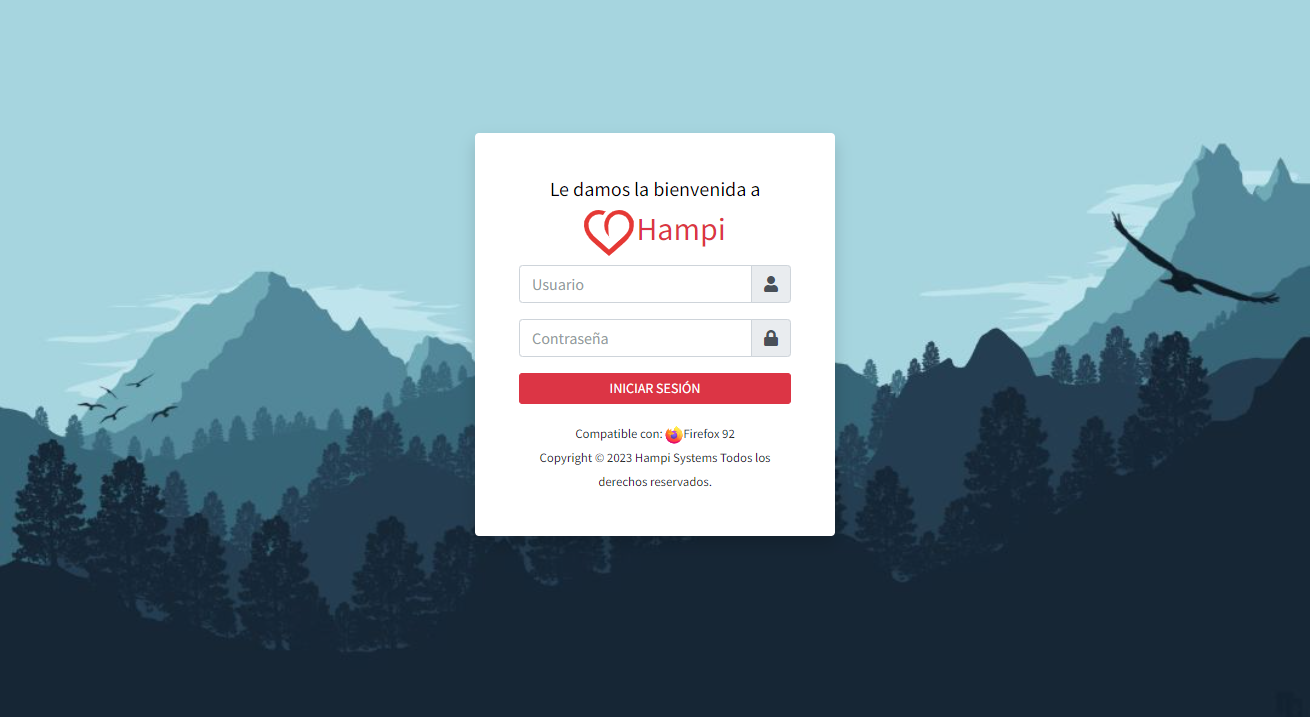 Le damos la bienvenida a
Hampi
Usuario
Contraseña
INICIAR SESIÓN
Compatible con: Firefox 92
Copyright © 2023 Hampi Systems Todos los
derechos reservados.